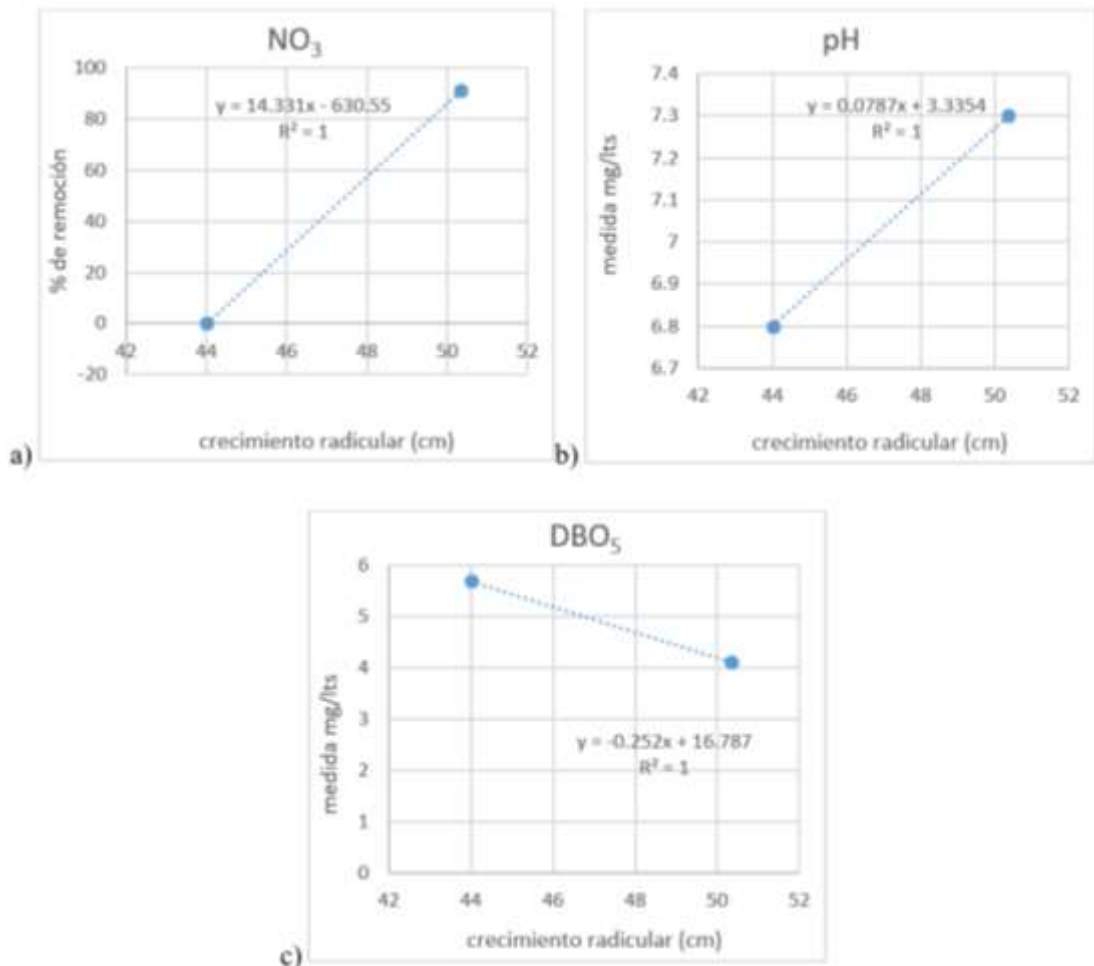 NO₃
100
80
60
40
20
0
-20
42 44 46 48 50 52
y = 14.331x - 630.55
R² = 1
% de remoción
crecimiento radicular (cm)
a)
pH
7.4
7.3
7.2
7.1
7
6.9
6.8
6.7
42 44 46 48 50 52
y = 0.0787x + 3.3354
R² = 1
medida mg/lts
crecimiento radicular (cm)
b)
DBO₅
6
5
4
3
2
1
0
42 44 46 48 50 52
y = -0.252x + 16.787
R² = 1
medida mg/lts
crecimiento radicular (cm)
c)